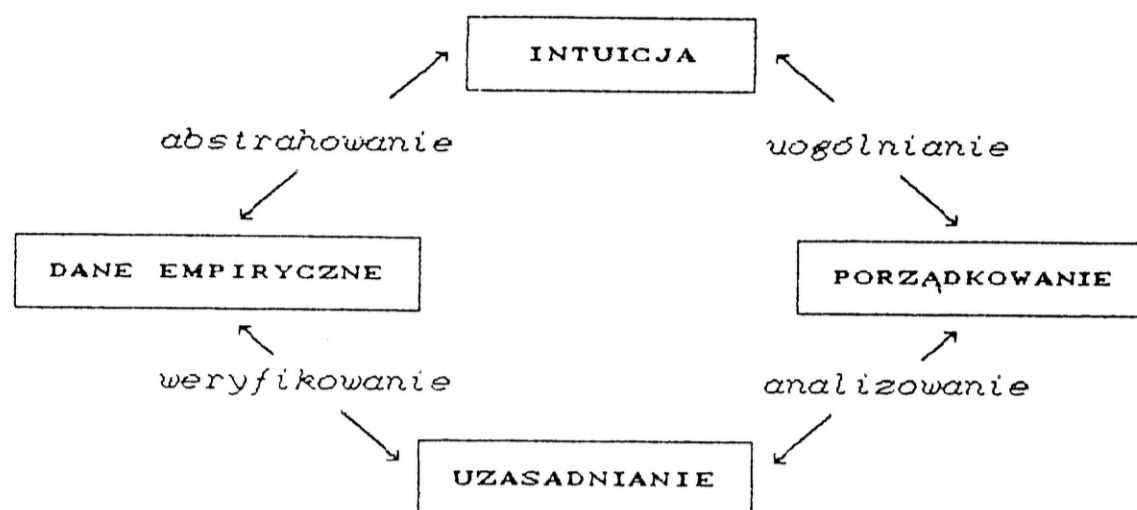 INTUICJA
abstrahowanie
uogólnianie
DANE EMPIRYCZNE
PORZĄDKOWANIE
weryfikowanie
analizowanie
UZASADNIANIE